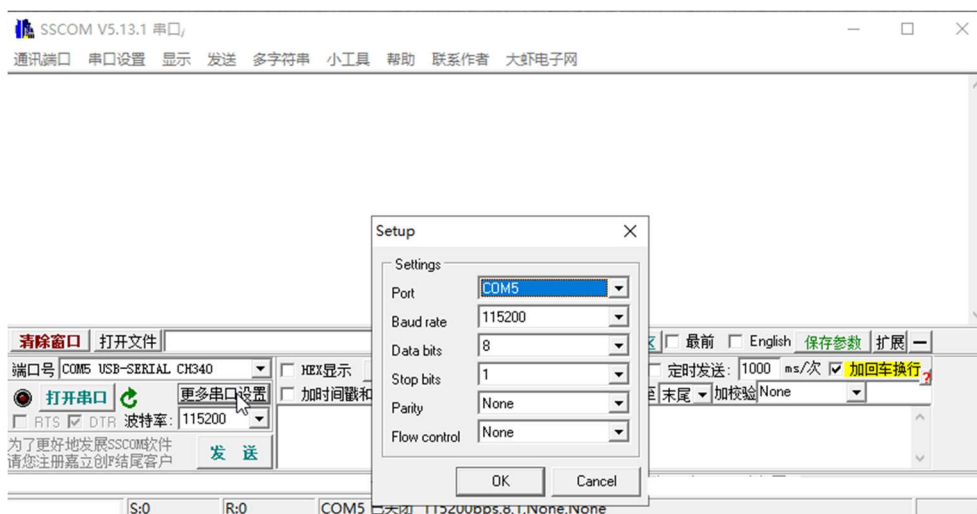 SSCOM V5.13.1 串口/
通讯端口 串口设置 显示 发送 多字符串 小工具 帮助 联系作者 大虾电子网
Setup
Settings
Port COM5
Baud rate 115200
Data bits 8
Stop bits 1
Parity None
Flow control None
OK Cancel
清除窗口 打开文件 最前 English 保存参数 扩展 —
端口号 COM5 USB-SERIAL CH340 HEX显示 定时发送: 1000 ms/次 加回车换行 ?
打开串口 更多串口设置 加时间戳和 末尾 加校验 None
RTS DTR 波特率: 115200
为了更好地发展SSCOM软件
请您注册嘉立创F结尾客户
发 送
S:0 R:0 COM5 已关闭 115200bps,8,1,None,None